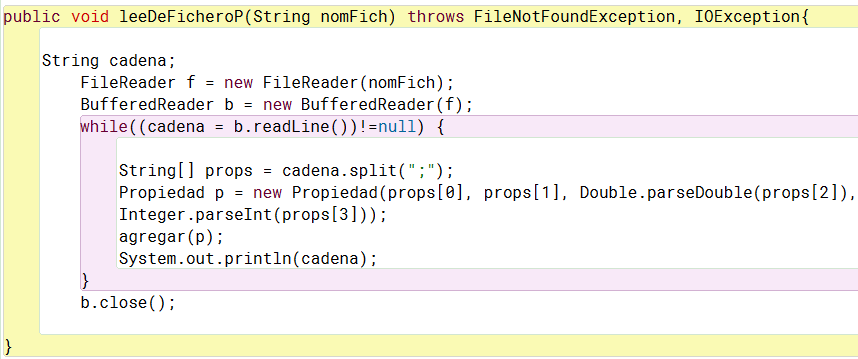 public void leeDeFicheroP(String nomFich) throws FileNotFoundException, IOException{
String cadena;
FileReader f = new FileReader(nomFich);
BufferedReader b = new BufferedReader(f);
while((cadena = b.readLine())!=null) {
String[] props = cadena.split(";");
Propiedad p = new Propiedad(props[0], props[1], Double.parseDouble(props[2]),
Integer.parseInt(props[3]));
agregar(p);
System.out.println(cadena);
}
b.close();
}